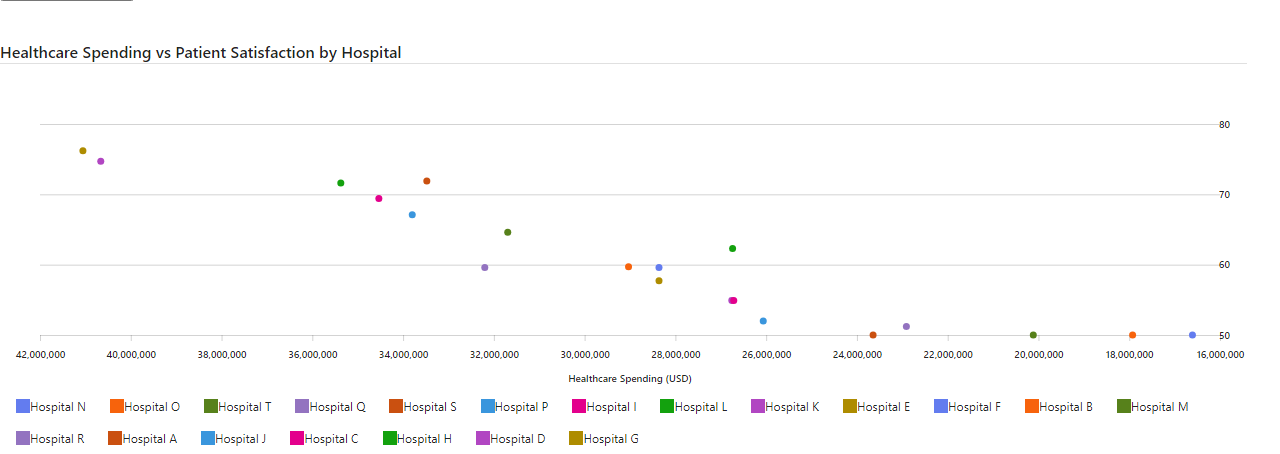 Healthcare Spending vs Patient Satisfaction by Hospital
80
70
60
50
42,000,000 40,000,000 38,000,000 36,000,000 34,000,000 32,000,000 30,000,000 28,000,000 26,000,000 24,000,000 22,000,000 20,000,000 18,000,000 16,000,000
Healthcare Spending (USD)
Hospital N Hospital O Hospital T Hospital Q Hospital S Hospital P Hospital I Hospital L Hospital K Hospital E Hospital F Hospital B Hospital M
Hospital R Hospital A Hospital J Hospital C Hospital H Hospital D Hospital G